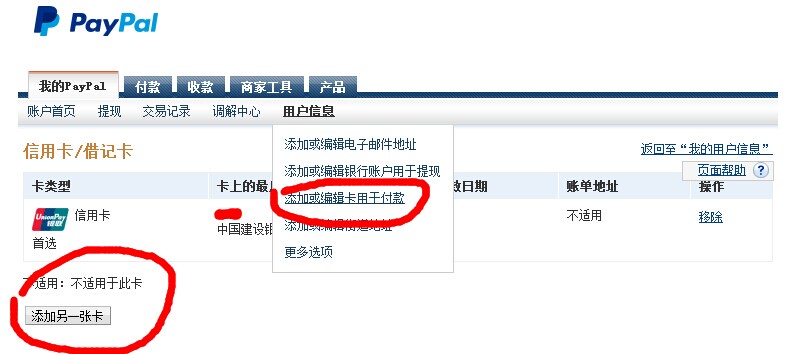 PayPal
我的PayPal 付款 收款 商家工具 产品
账户首页 提现 交易记录 调解中心 用户信息
添加或编辑电子邮件地址
信用卡/借记卡 返回至“我的用户信息”
添加或编辑银行账户用于提现 页面帮助 ?
卡类型 卡上的最 日期 账单地址 操作
添加或编辑卡用于付款
UnionPay 银联 信用卡 不适用 移除
首选 中国建设银 添加或编辑街道地址
更多选项
不适用：不适用于此卡
添加另一张卡